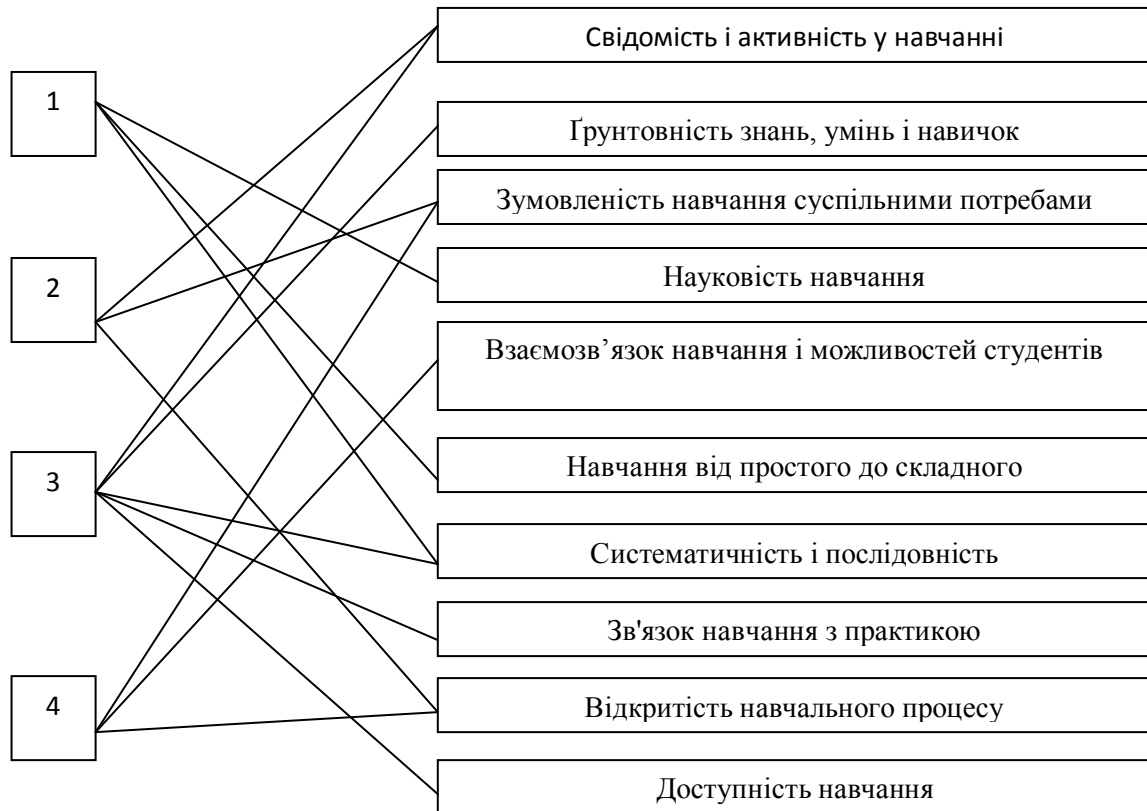 1
2
3
4
Свідомість і активність у навчанні
Ґрунтовність знань, умінь і навичок
Зумовленість навчання суспільними потребами
Науковість навчання
Взаємозв’язок навчання і можливостей студентів
Навчання від простого до складного
Систематичність і послідовність
Зв'язок навчання з практикою
Відкритість навчального процесу
Доступність навчання